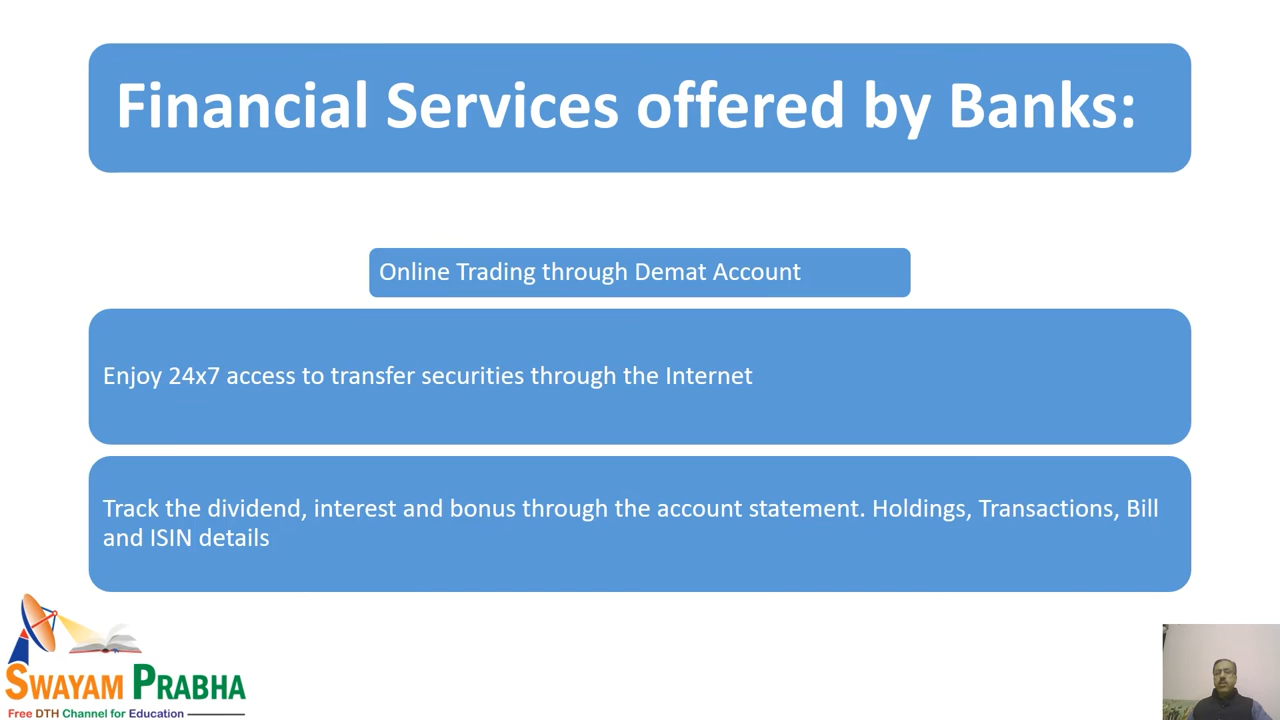 Financial Services offered by Banks:
Online Trading through Demat Account
Enjoy 24x7 access to transfer securities through the Internet
Track the dividend, interest and bonus through the account statement. Holdings, Transactions, Bill
and ISIN details
SWAYAM PRABHA
Free DTH Channel for Education